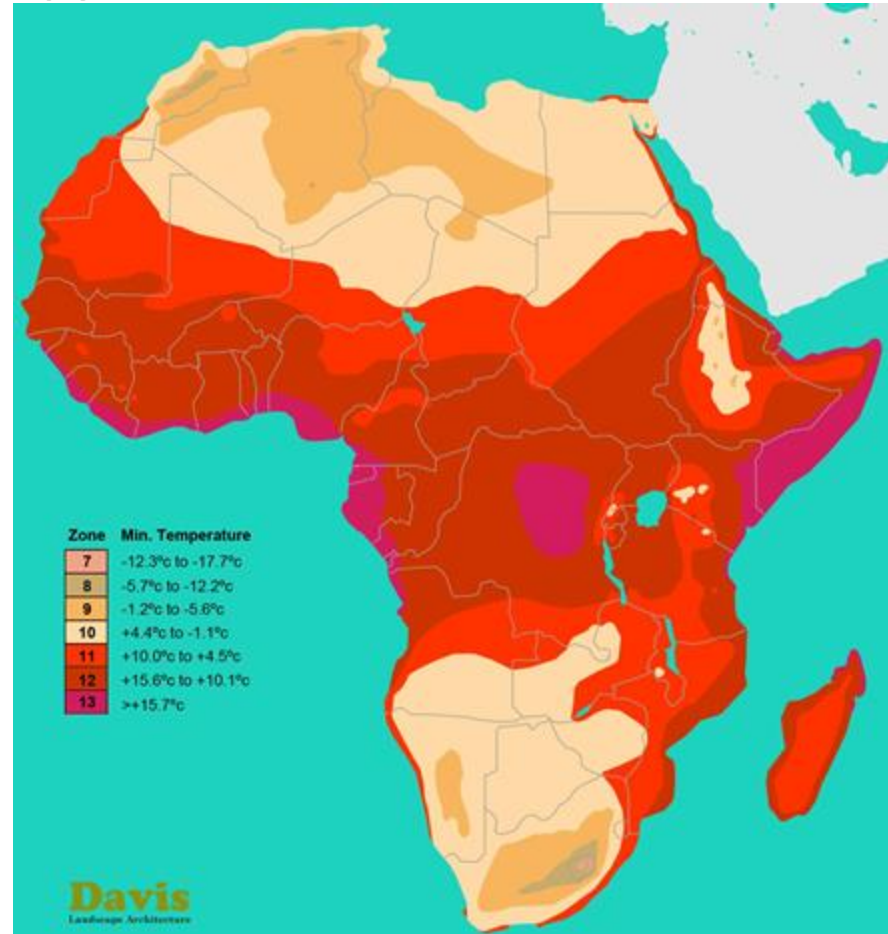 Zone Min. Temperature
7 -12.3ºc to -17.7ºc
8 -5.7ºc to -12.2ºc
9 -1.2ºc to -5.6ºc
10 +4.4ºc to -1.1ºc
11 +10.0ºc to +4.5ºc
12 +15.6ºc to +10.1ºc
13 >+15.7ºc
Davis
Landscape Architecture